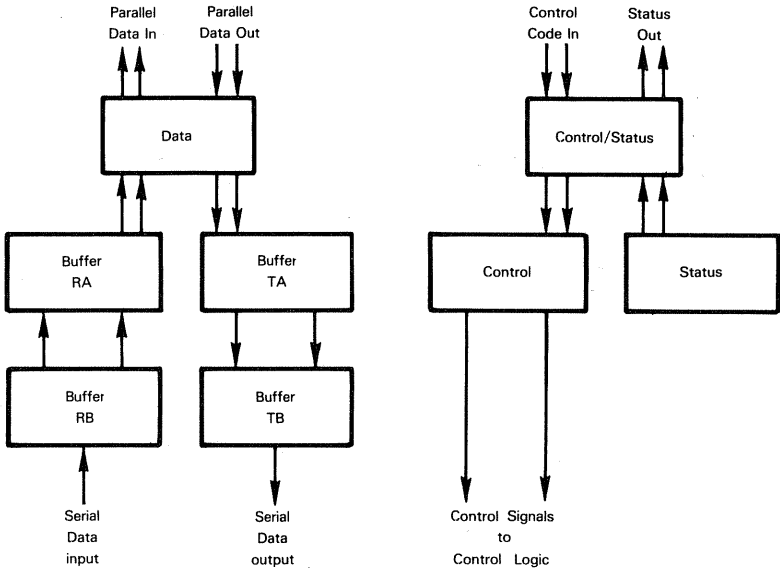 Parallel
Data In
Parallel
Data Out
Control
Code In
Status
Out
Data
Control/Status
Buffer
RA
Buffer
TA
Control
Status
Buffer
RB
Buffer
TB
Serial
Data
input
Serial
Data
output
Control Signals
to
Control Logic